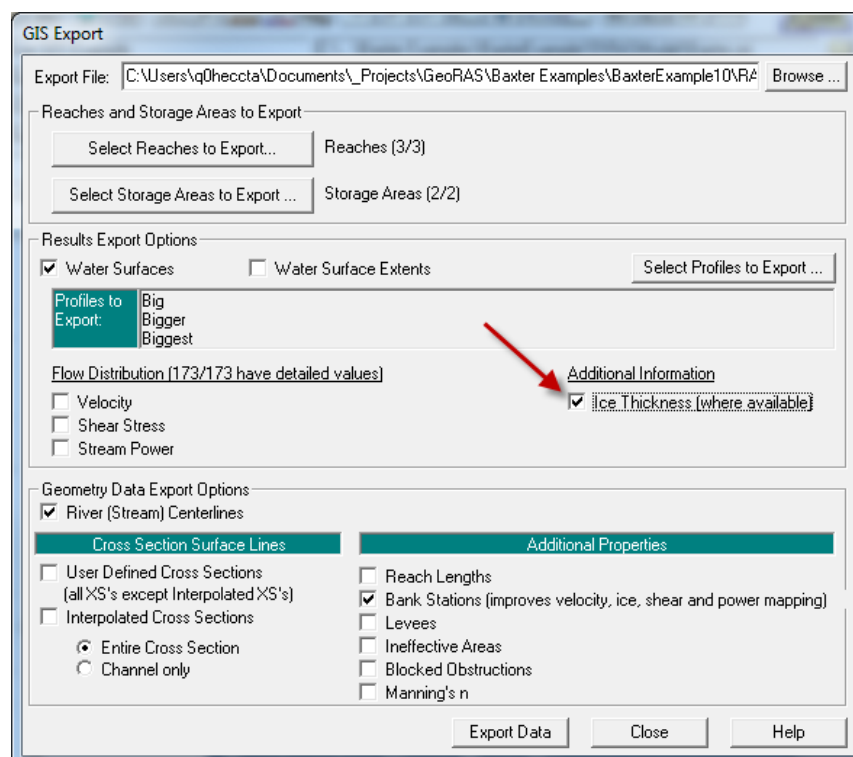 GIS Export
Export File: C:\Users\q0heccta\Documents\_Projects\GeoRAS\Baxter Examples\BaxterExample10\RA Browse ...
Reaches and Storage Areas to Export
Select Reaches to Export... Reaches (3/3)
Select Storage Areas to Export ... Storage Areas (2/2)
Results Export Options
Water Surfaces Water Surface Extents Select Profiles to Export ...
Profiles to Export: Big
Bigger
Biggest
Flow Distribution (173/173 have detailed values) Additional Information
Velocity Ice Thickness (where available)
Shear Stress
Stream Power
Geometry Data Export Options
River (Stream) Centerlines
Cross Section Surface Lines Additional Properties
User Defined Cross Sections Reach Lengths
(all XS's except Interpolated XS's) Bank Stations (improves velocity, ice, shear and power mapping)
Interpolated Cross Sections Levees
Entire Cross Section Ineffective Areas
Channel only Blocked Obstructions
Manning's n
Export Data Close Help